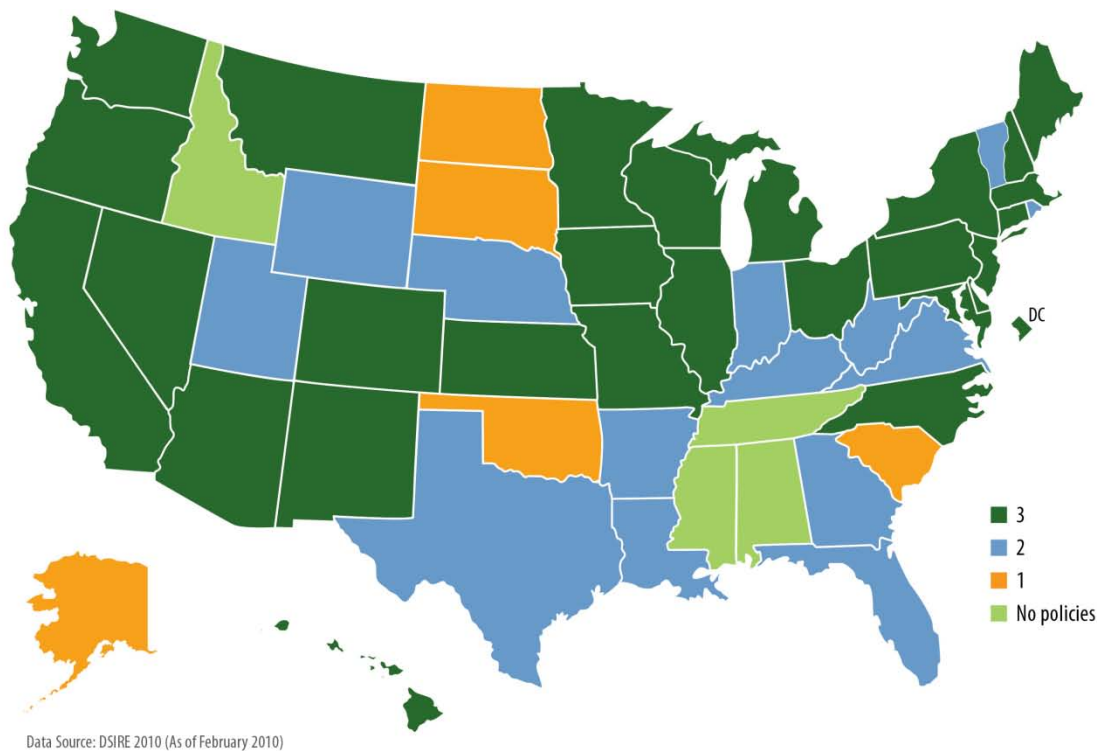 DC
3
2
1
No policies
Data Source: DSIRE 2010 (As of February 2010)